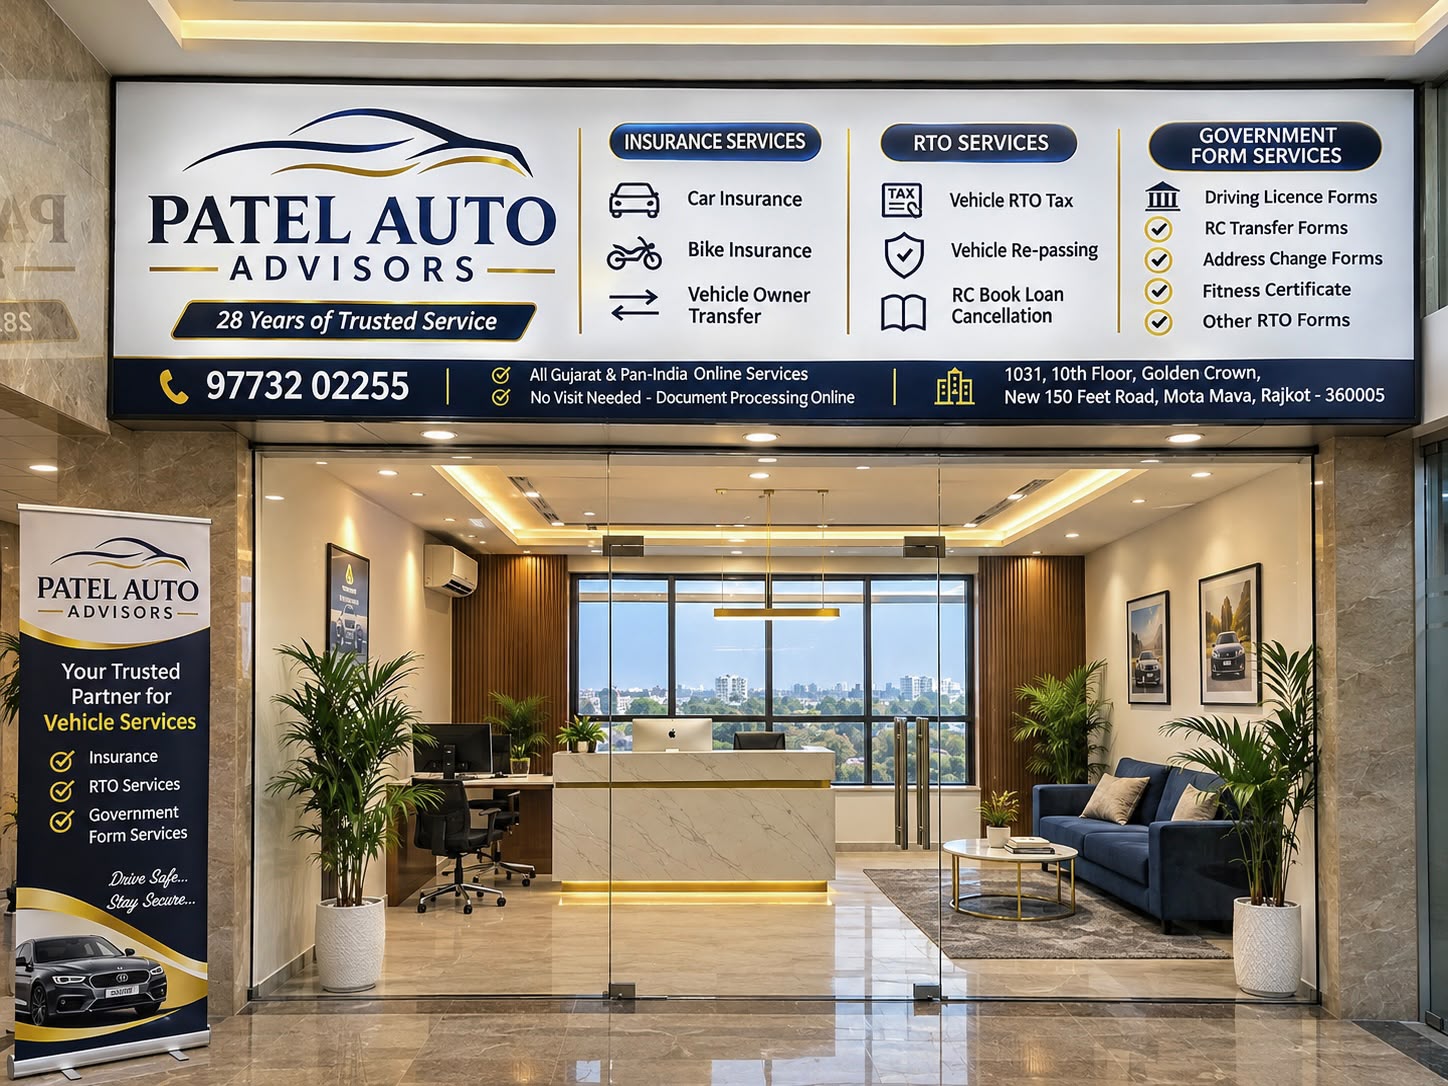 PATEL AUTO
ADVISORS
28 Years of Trusted Service
INSURANCE SERVICES
Car Insurance
Bike Insurance
Vehicle Owner
Transfer
RTO SERVICES
TAX
Vehicle RTO Tax
Vehicle Re-passing
RC Book Loan
Cancellation
GOVERNMENT
FORM SERVICES
Driving Licence Forms
RC Transfer Forms
Address Change Forms
Fitness Certificate
Other RTO Forms
97732 02255
All Gujarat & Pan-India Online Services
No Visit Needed - Document Processing Online
1031, 10th Floor, Golden Crown,
New 150 Feet Road, Mota Mava, Rajkot - 360005
PATEL AUTO
ADVISORS
Your Trusted
Partner for
Vehicle Services
Insurance
RTO Services
Government
Form Services
Drive Safe...
Stay Secure...